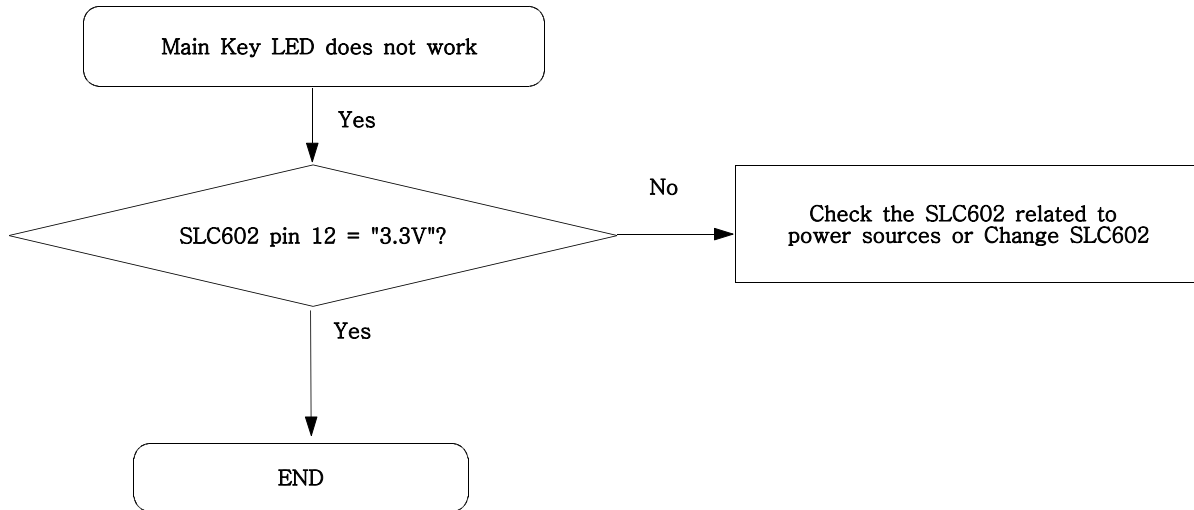 Main Key LED does not work
Yes
No
SLC602 pin 12 = "3.3V"?
Check the SLC602 related to
power sources or Change SLC602
Yes
END